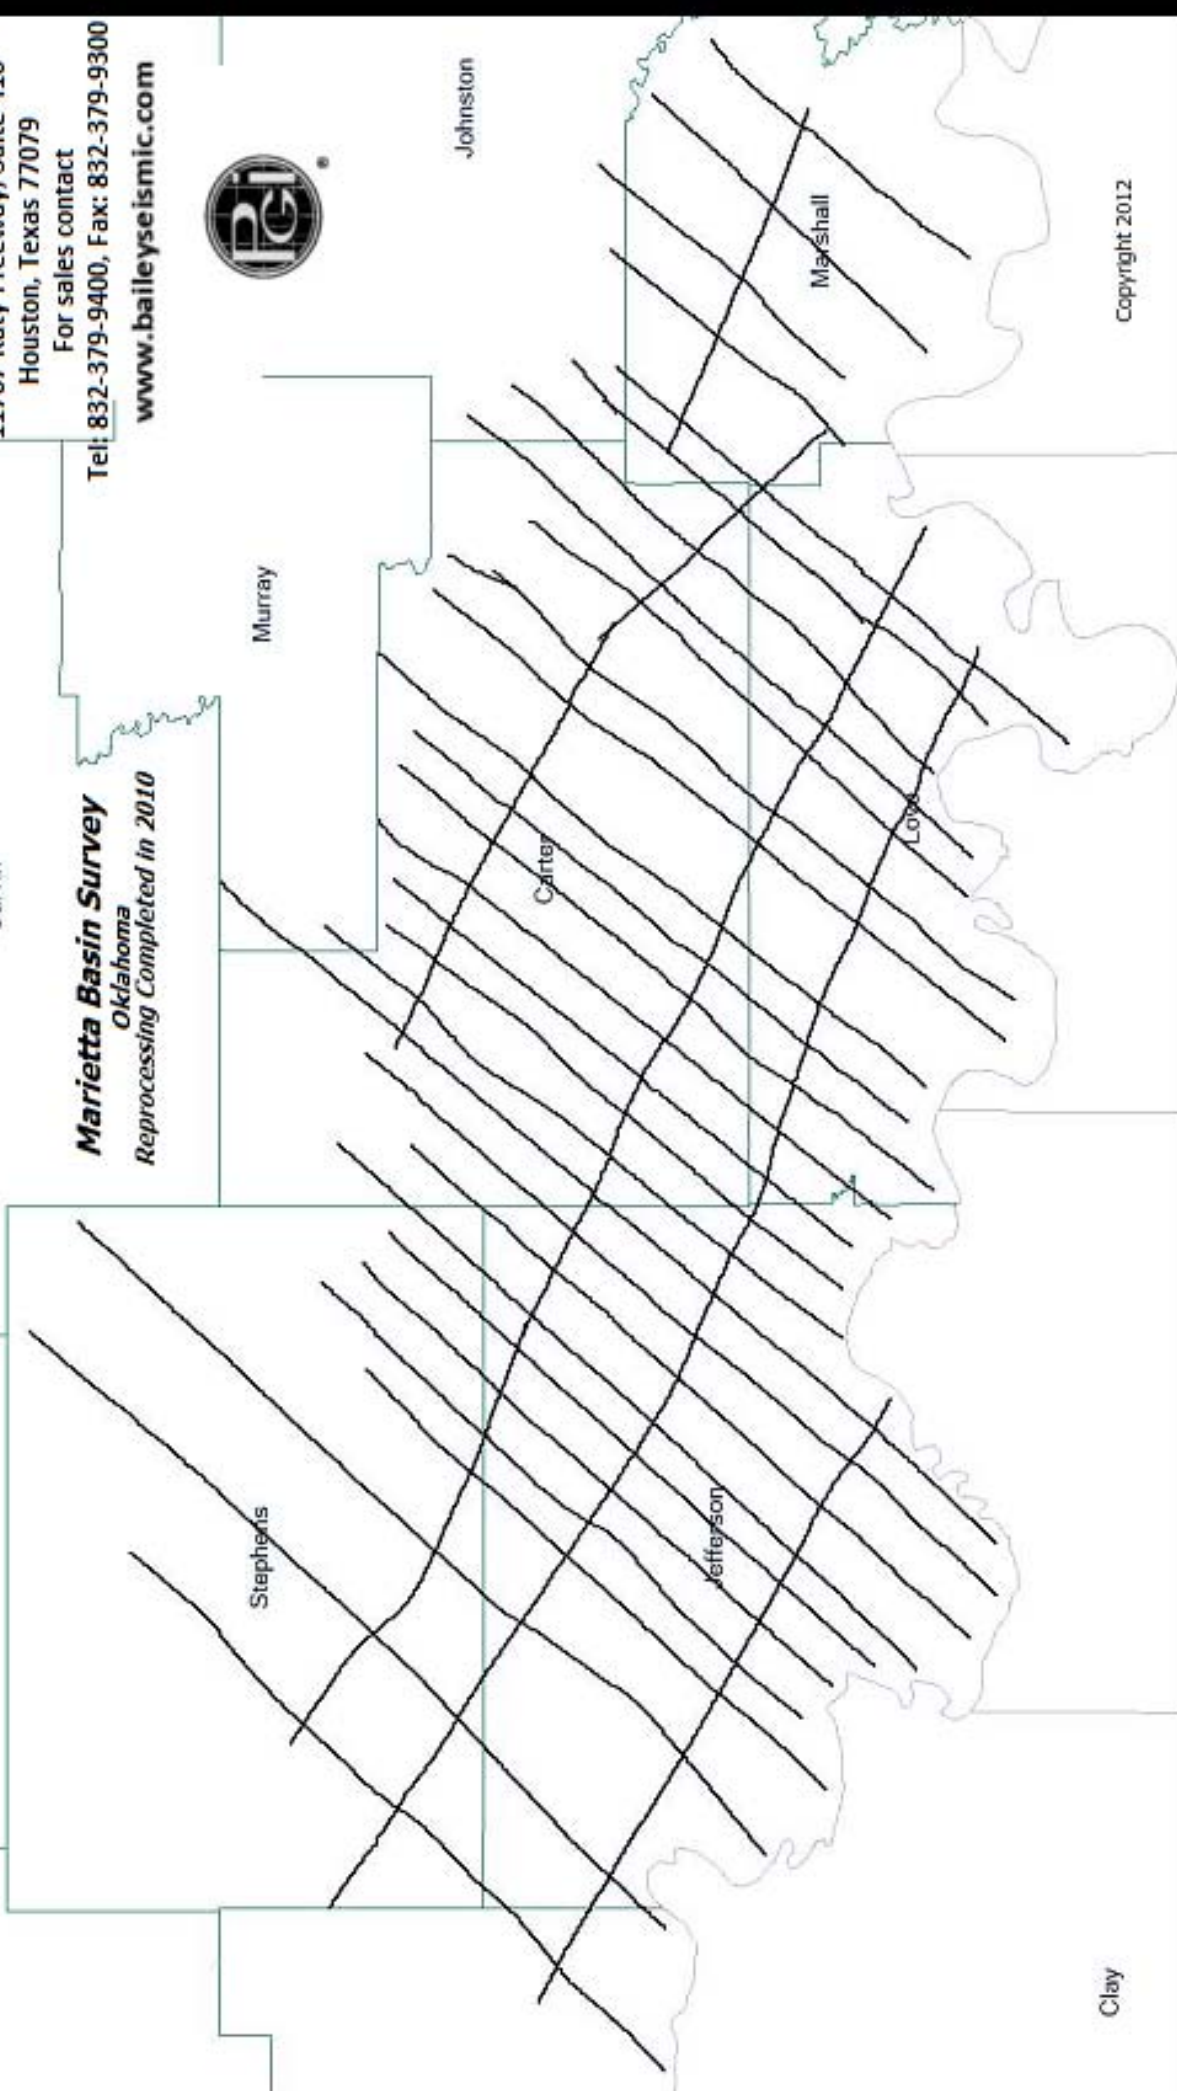 Houston, Texas 77079
For sales contact
Tel: 832-379-9400, Fax: 832-379-9300
www.baileyseismic.com
PGI
®
Marietta Basin Survey
Oklahoma
Reprocessing Completed in 2010
Johnston
Murray
Marshall
Carter
Love
Stephens
Jefferson
Clay
Copyright 2012